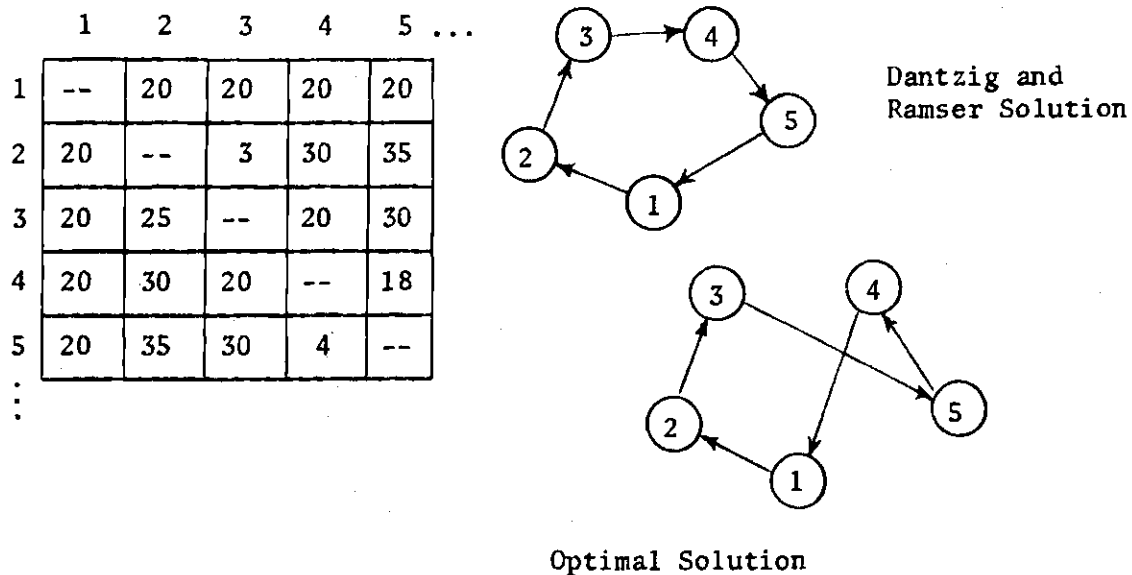 1 2 3 4 5 ...
1 -- 20 20 20 20
2 20 -- 3 30 35
3 20 25 -- 20 30
4 20 30 20 -- 18
5 20 35 30 4 --
⋮
3 4
5
2
1
Dantzig and
Ramser Solution
3 4
5
2
1
Optimal Solution